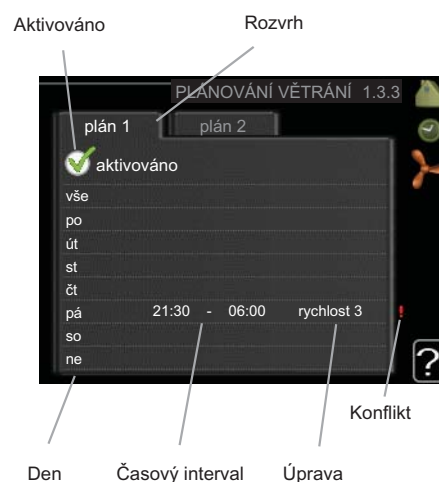 Aktivováno Rozvrh
PLÁNOVÁNÍ VĚTRÁNÍ 1.3.3
plán 1 plán 2
aktivováno
vše
po
út
st
čt
pá 21:30 - 06:00 rychlost 3 !
so
ne
?
Konflikt
Den Časový interval Úprava